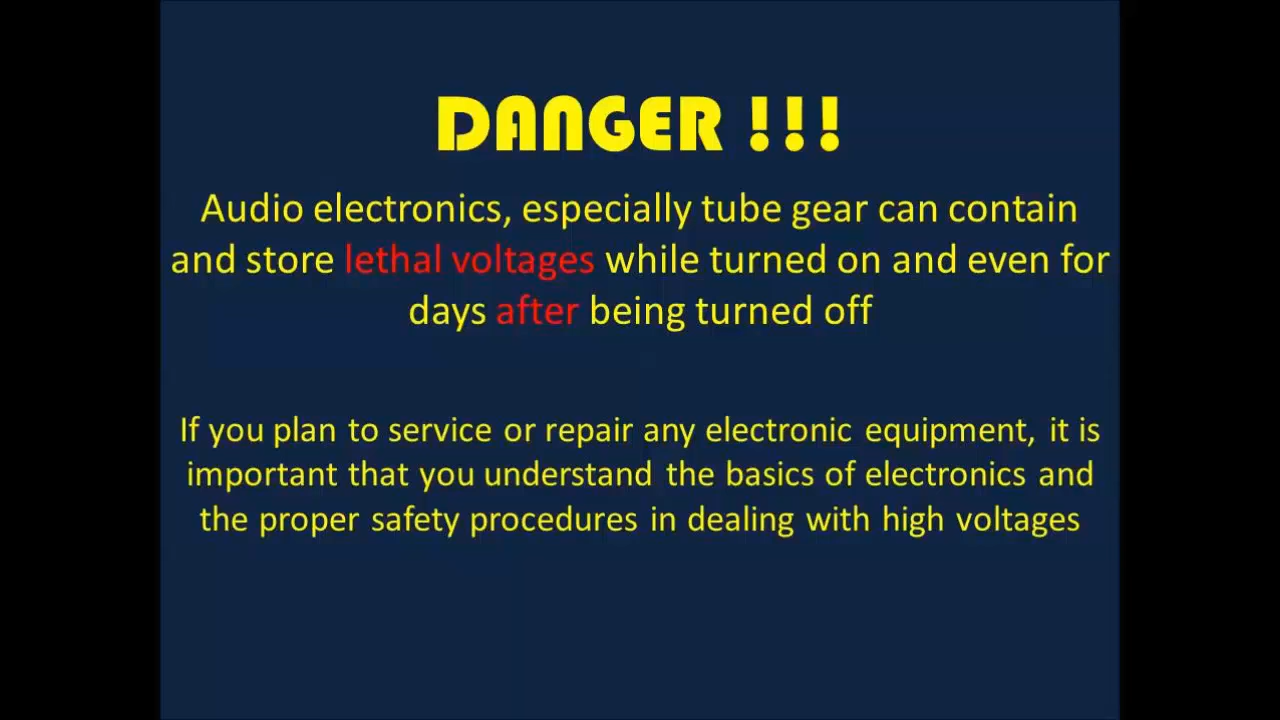 DANGER !!!
Audio electronics, especially tube gear can contain
and store lethal voltages while turned on and even for
days after being turned off
If you plan to service or repair any electronic equipment, it is
important that you understand the basics of electronics and
the proper safety procedures in dealing with high voltages